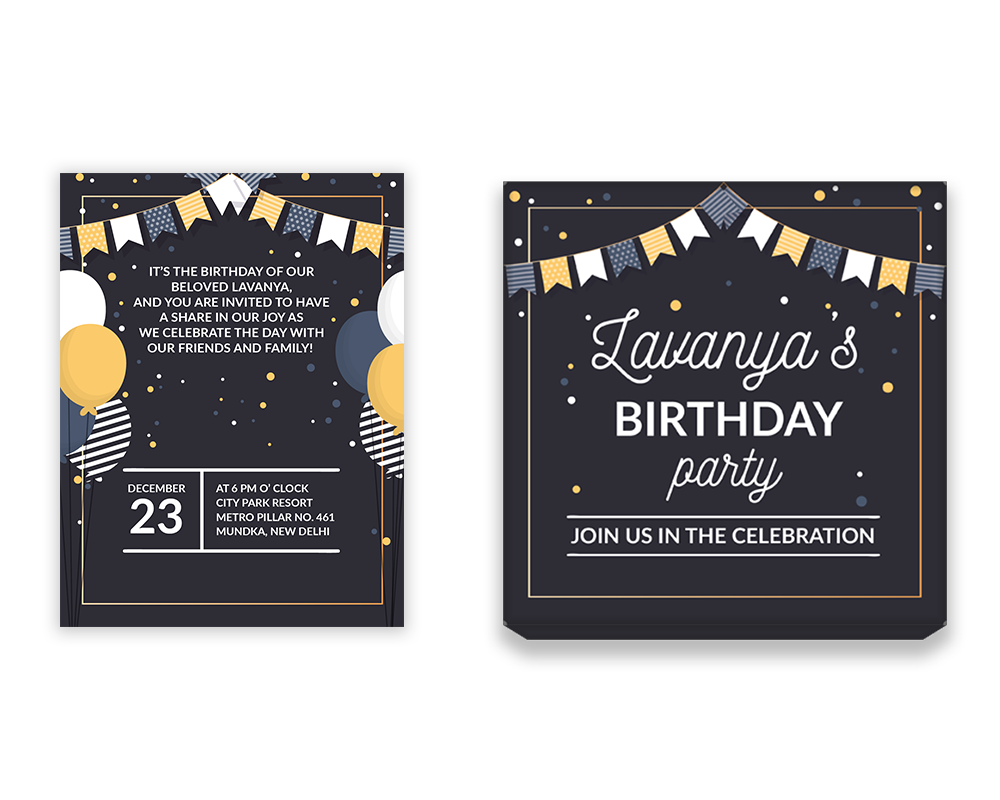 IT'S THE BIRTHDAY OF OUR
BELOVED LAVANYA,
AND YOU ARE INVITED TO HAVE
A SHARE IN OUR JOY AS
WE CELEBRATE THE DAY WITH
OUR FRIENDS AND FAMILY!
DECEMBER
23
AT 6 PM O' CLOCK
CITY PARK RESORT
METRO PILLAR NO. 461
MUNDKA, NEW DELHI
Lavanya's
BIRTHDAY
party
JOIN US IN THE CELEBRATION